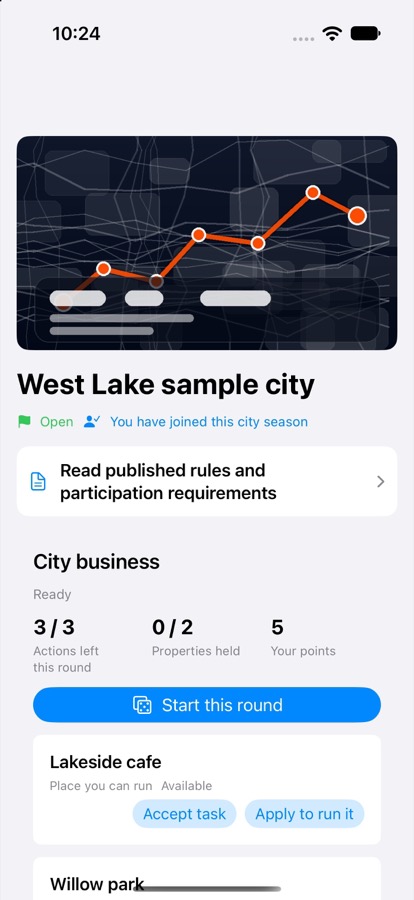 10:24
West Lake sample city
Open You have joined this city season
Read published rules and
participation requirements
City business
Ready
3 / 3 0 / 2 5
Actions left Properties held Your points
this round
Start this round
Lakeside cafe
Place you can run Available
Accept task Apply to run it
Willow park